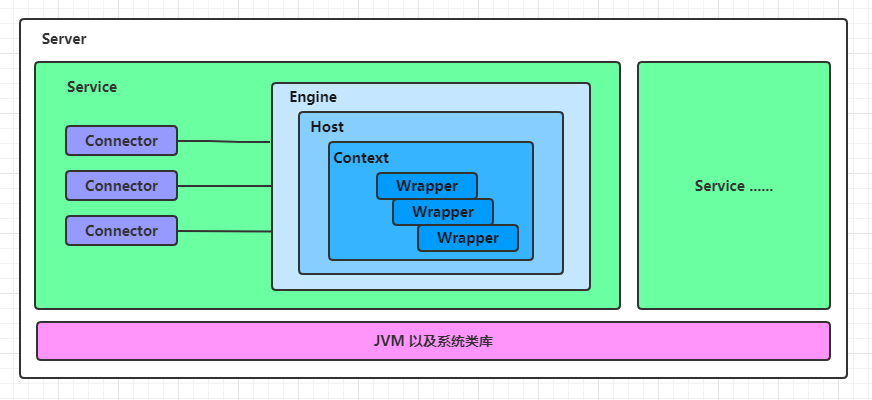 Server
Service
Engine
Host
Connector
Context
Wrapper
Connector
Wrapper
Connector
Wrapper
Service ......
JVM 以及系统类库